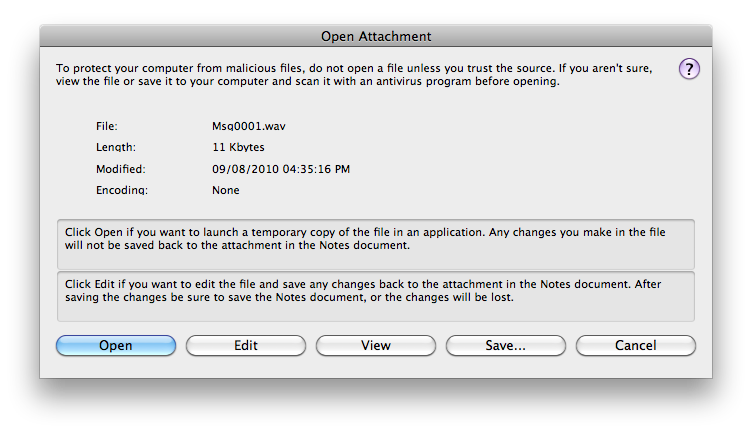 Open Attachment
To protect your computer from malicious files, do not open a file unless you trust the source. If you aren't sure,
view the file or save it to your computer and scan it with an antivirus program before opening.
?
File: Msg0001.wav
Length: 11 Kbytes
Modified: 09/08/2010 04:35:16 PM
Encoding: None
Click Open if you want to launch a temporary copy of the file in an application. Any changes you make in the file
will not be saved back to the attachment in the Notes document.
Click Edit if you want to edit the file and save any changes back to the attachment in the Notes document. After
saving the changes be sure to save the Notes document, or the changes will be lost.
Open Edit View Save... Cancel